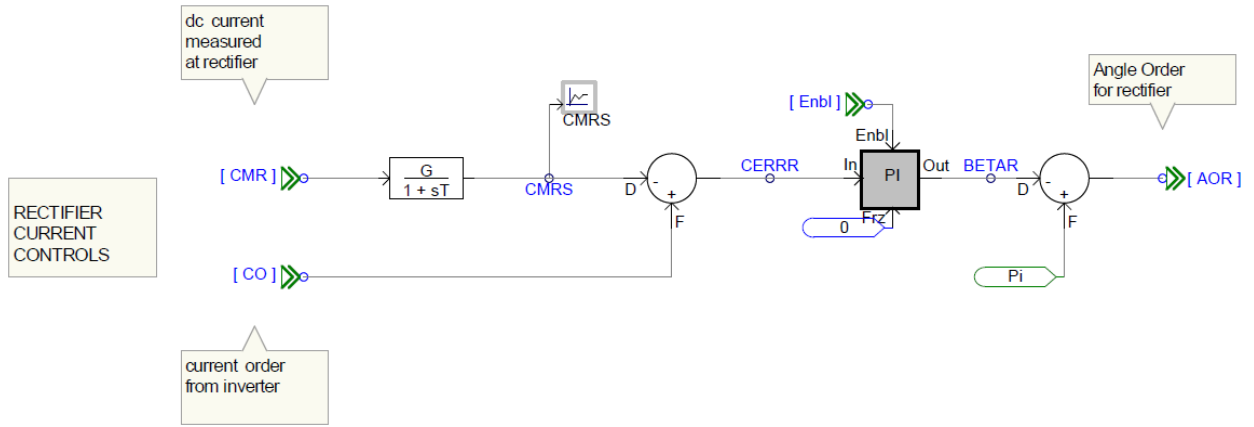 dc current
measured
at rectifier
Angle Order
for rectifier
[ Enbl ]
CMRS
Enbl
[ CMR ]
G
1 + sT
CMRS
D
-
+
F
CERRR
In
PI
Out
Frz
0
BETAR
D
-
+
F
[ AOR ]
RECTIFIER
CURRENT
CONTROLS
[ CO ]
Pi
current order
from inverter